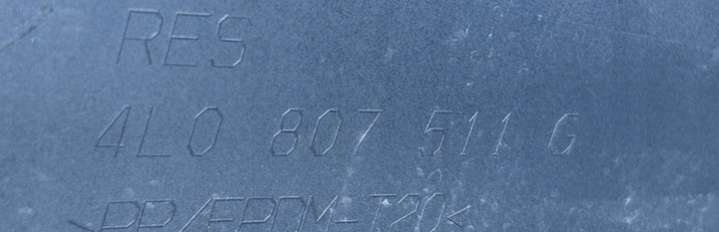 RES
4L0 807 511 G
>PP/EPDM-T20<